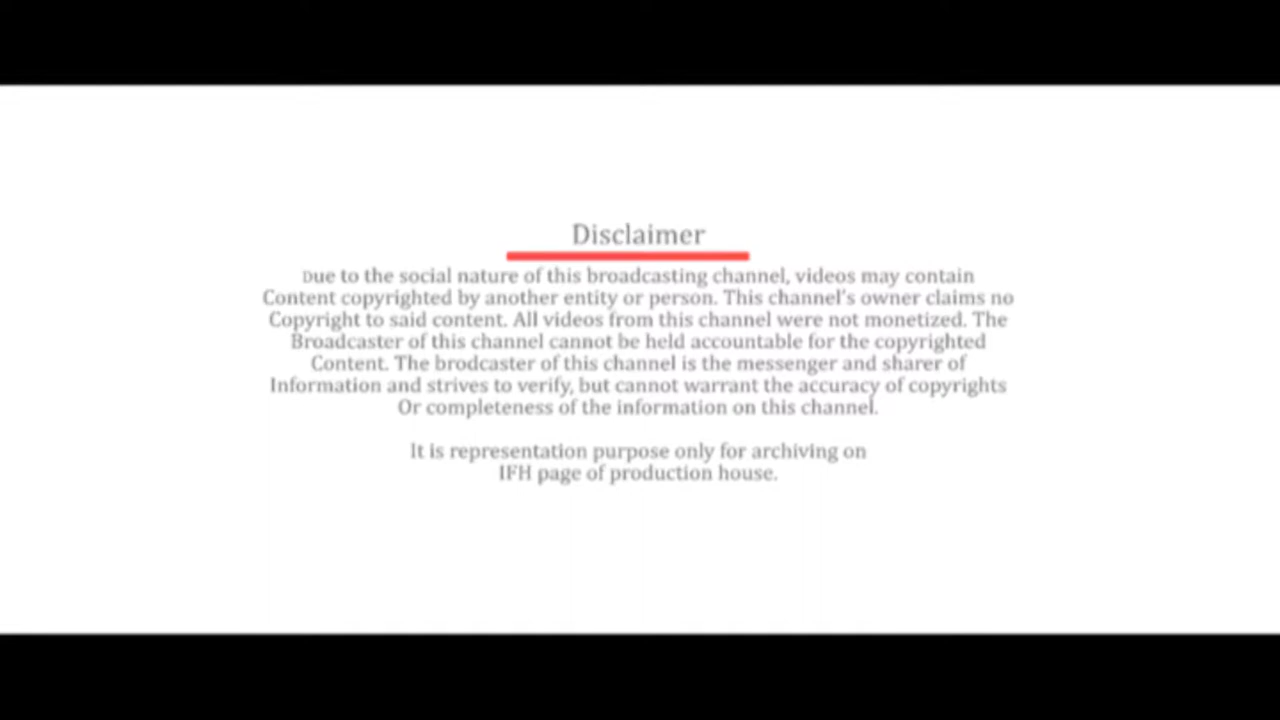 Disclaimer
Due to the social nature of this broadcasting channel, videos may contain
Content copyrighted by another entity or person. This channel's owner claims no
Copyright to said content. All videos from this channel were not monetized. The
Broadcaster of this channel cannot be held accountable for the copyrighted
Content. The brodcaster of this channel is the messenger and sharer of
Information and strives to verify, but cannot warrant the accuracy of copyrights
Or completeness of the information on this channel.
It is representation purpose only for archiving on
IFH page of production house.